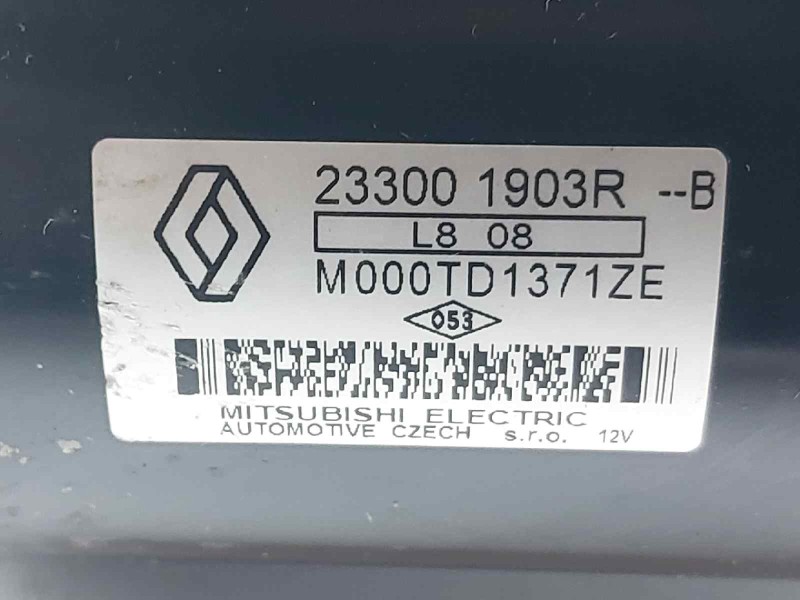 23300 1903R --B
L8 08
M000TD1371ZE
053
MITSUBISHI ELECTRIC
AUTOMOTIVE CZECH s.r.o. 12V